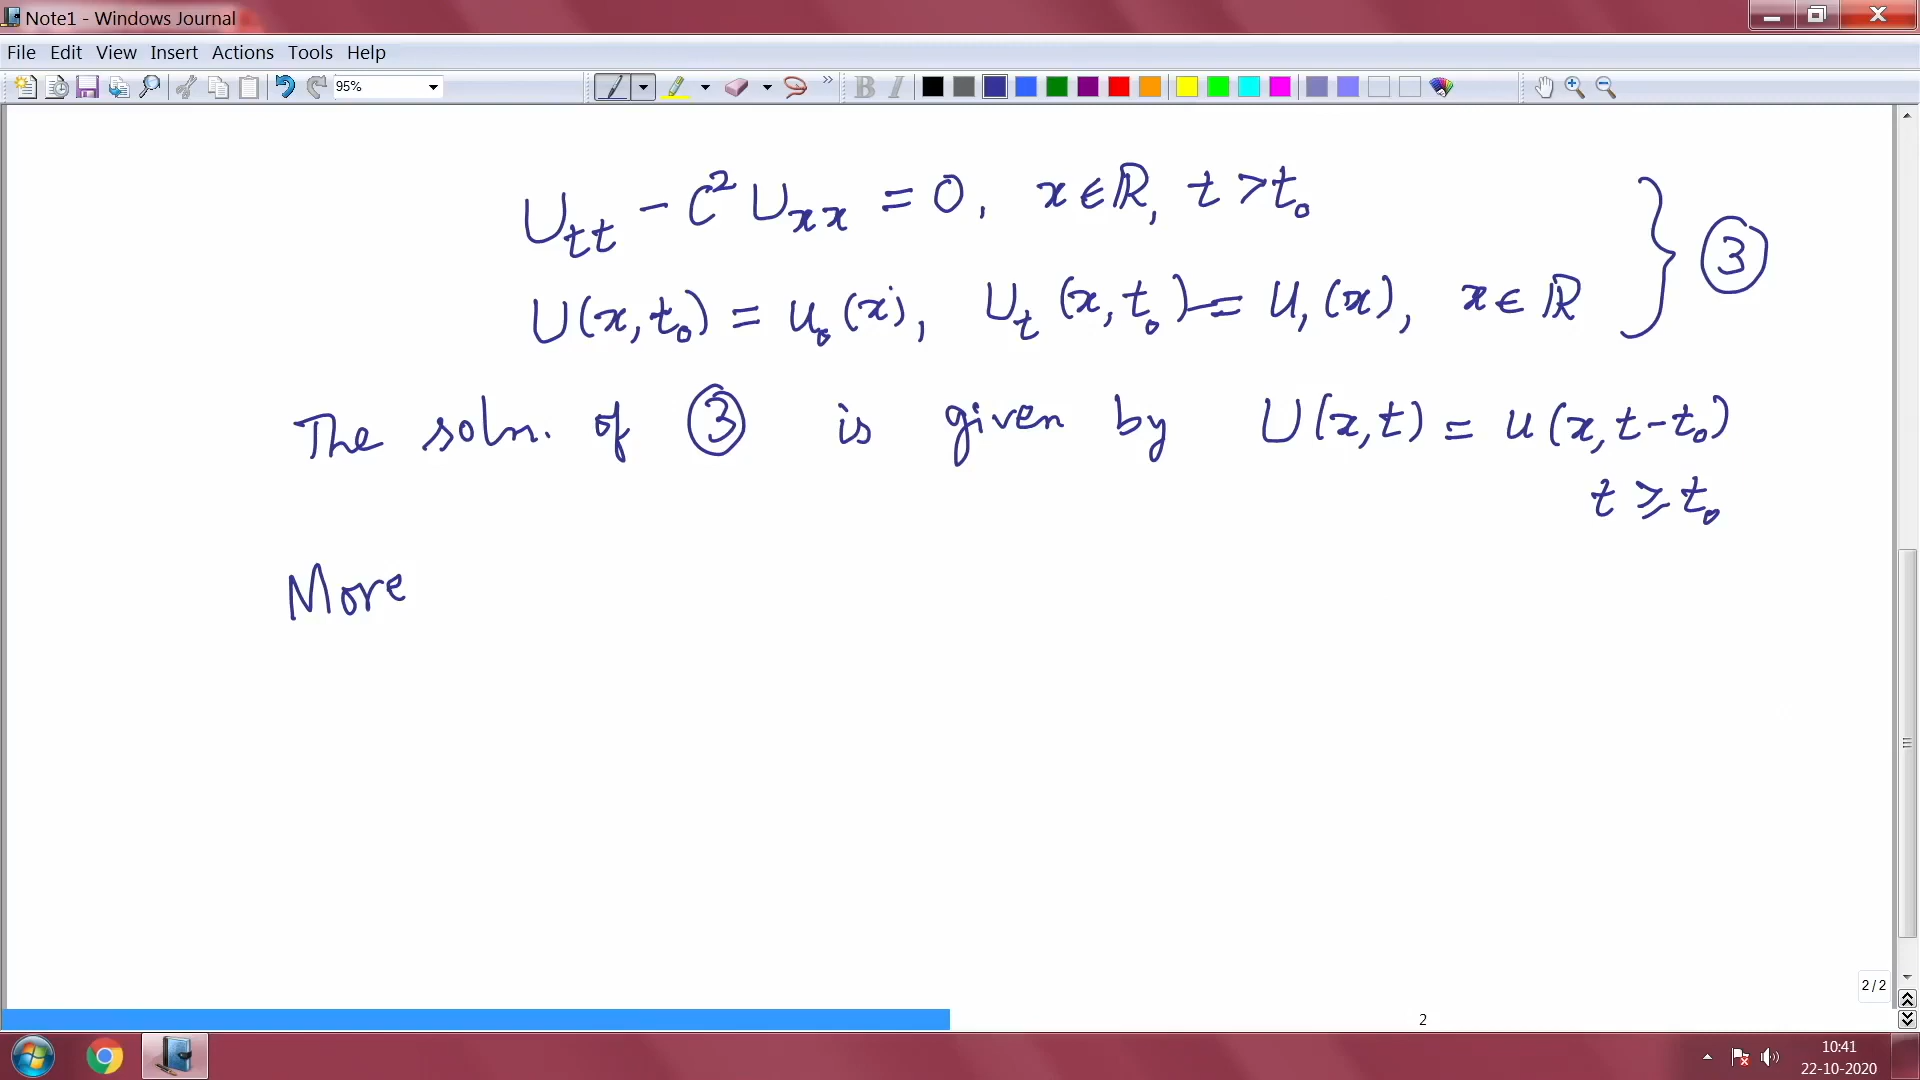 Note1 - Windows Journal
File Edit View Insert Actions Tools Help
95%
U_tt - C² U_xx = 0, x ∈ ℝ, t > t₀
U(x, t₀) = u₀(x), U_t(x, t₀) = u₁(x), x ∈ ℝ
} ③
The soln. of ③ is given by U(x, t) = u(x, t - t₀)
t ≥ t₀
More
2 / 2
2
10:41
22-10-2020